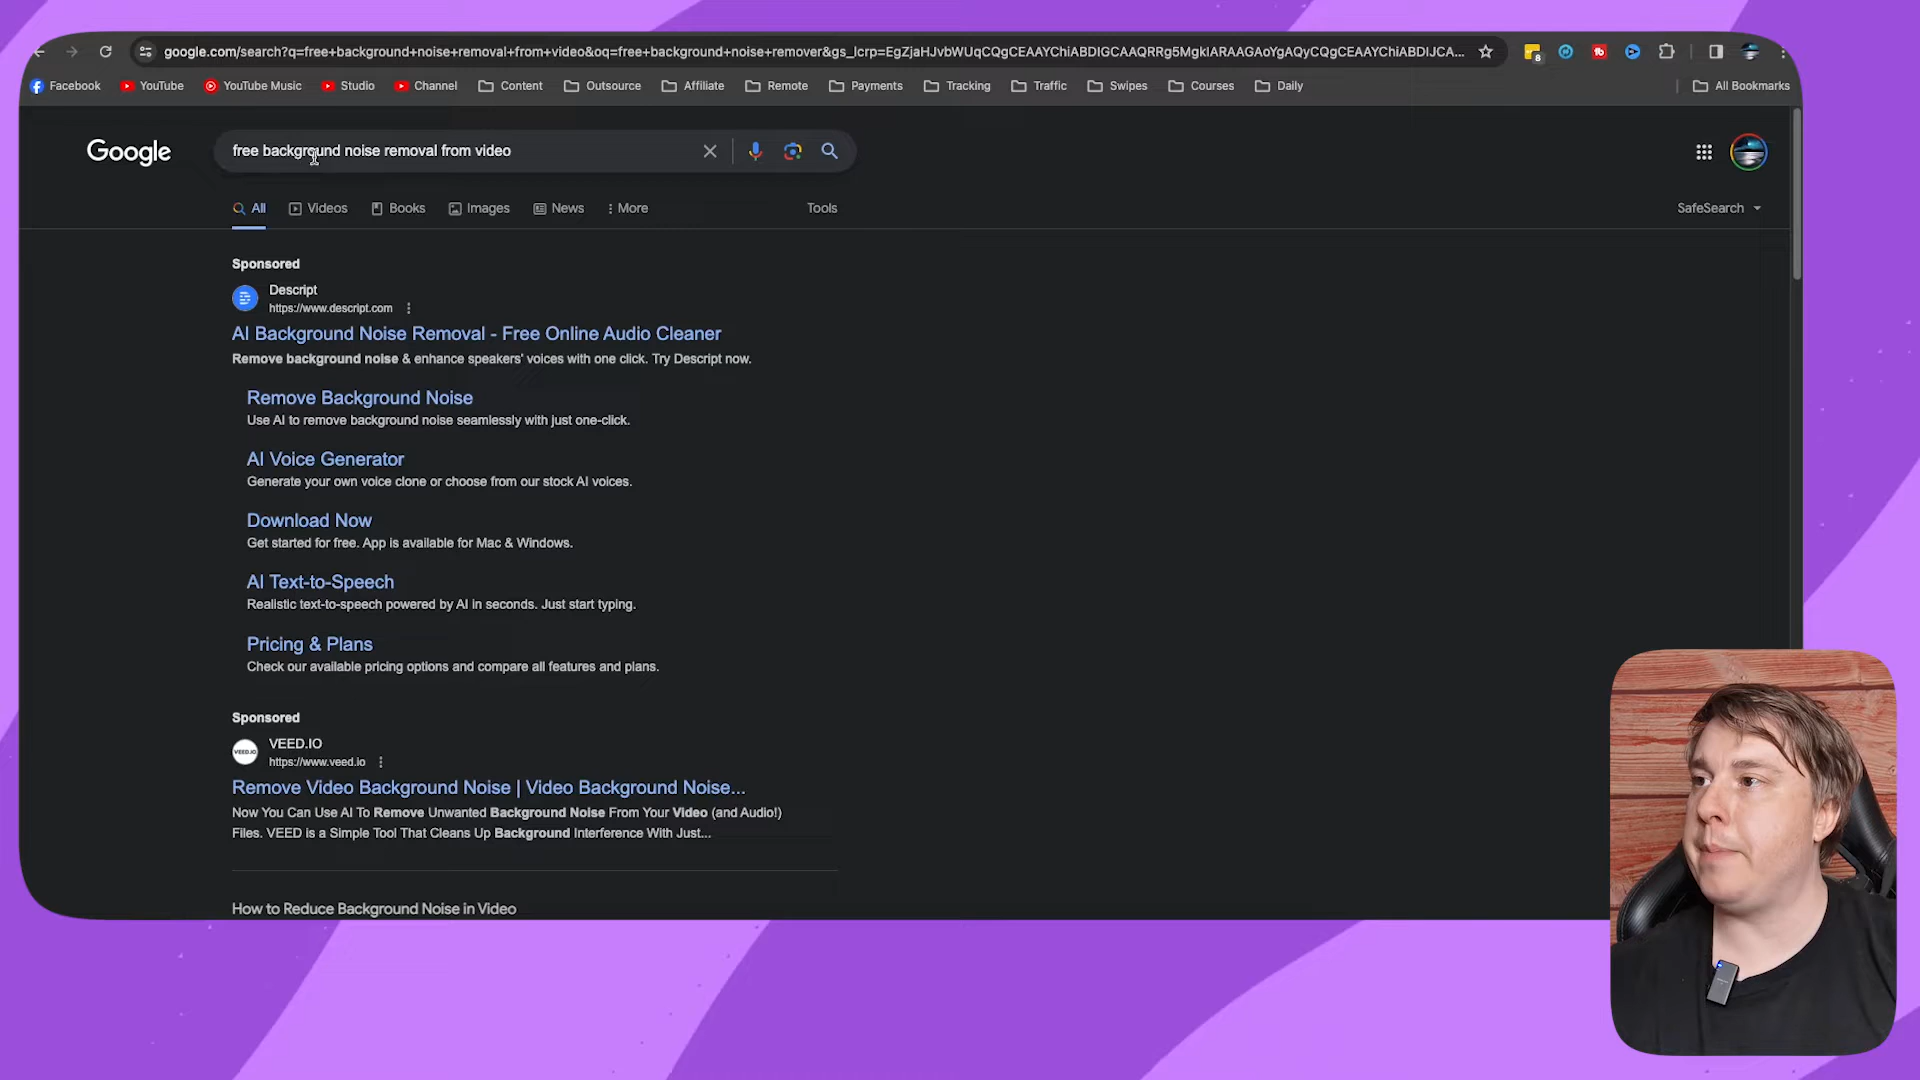 google.com/search?q=free+background+noise+removal+from+video&oq=free+background+noise+remover&gs_lcrp=EgZjaHJvbWUqCQgCEAAYChiABDIGCAAQRRg5MgkIARAAGAoYgAQyCQgCEAAYChiABDIJCA...
8
Facebook YouTube YouTube Music Studio Channel Content Outsource Affiliate Remote Payments Tracking Traffic Swipes Courses Daily All Bookmarks
Google free background noise removal from video
All Videos Books Images News More Tools SafeSearch
Sponsored
Descript
https://www.descript.com
AI Background Noise Removal - Free Online Audio Cleaner
Remove background noise & enhance speakers' voices with one click. Try Descript now.
Remove Background Noise
Use AI to remove background noise seamlessly with just one-click.
AI Voice Generator
Generate your own voice clone or choose from our stock AI voices.
Download Now
Get started for free. App is available for Mac & Windows.
AI Text-to-Speech
Realistic text-to-speech powered by AI in seconds. Just start typing.
Pricing & Plans
Check our available pricing options and compare all features and plans.
Sponsored
VEED.IO
VEED.IO
https://www.veed.io
Remove Video Background Noise | Video Background Noise...
Now You Can Use AI To Remove Unwanted Background Noise From Your Video (and Audio!)
Files. VEED is a Simple Tool That Cleans Up Background Interference With Just...
How to Reduce Background Noise in Video